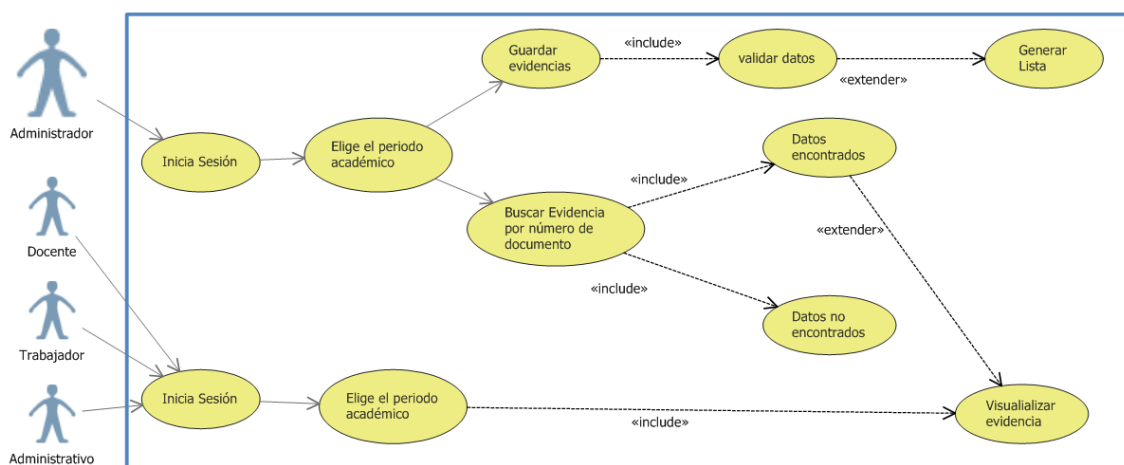 Guardar
evidencias
«include»
validar datos
«extender»
Generar
Lista
Administrador
Inicia Sesión
Elige el periodo
académico
Datos
encontrados
«include»
Buscar Evidencia
por número de
documento
«extender»
Docente
«include»
Datos no
encontrados
Trabajador
Inicia Sesión
Elige el periodo
académico
«include»
Visualializar
evidencia
Administrativo